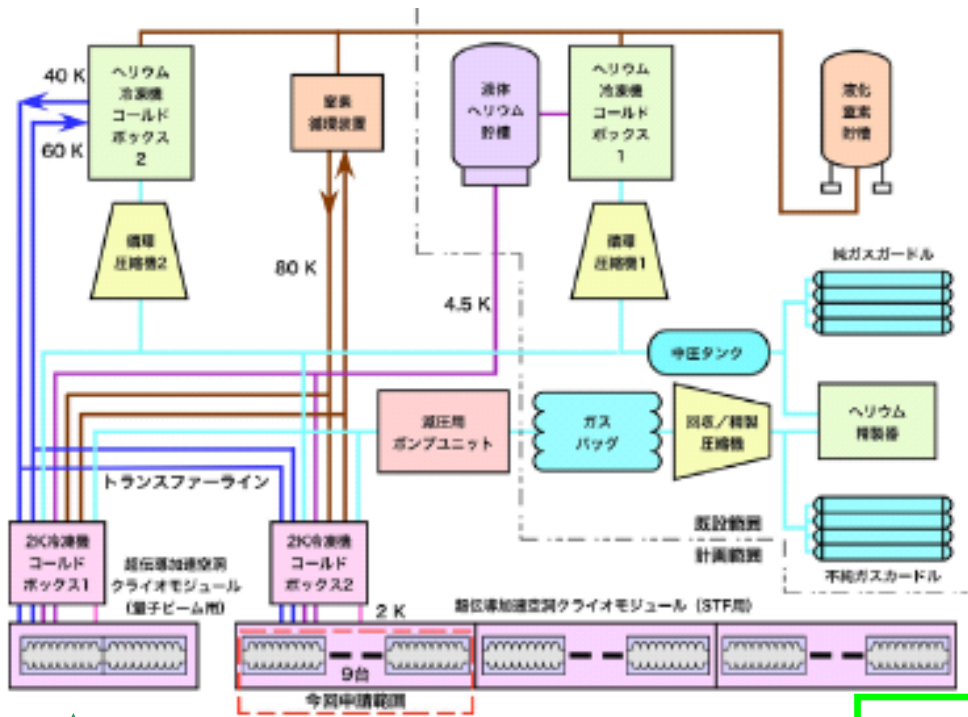 40 K
60 K
ヘリウム
冷凍機
コールド
ボックス
2
窒素
循環装置
液体
ヘリウム
貯槽
ヘリウム
冷凍機
コールド
ボックス
1
液化
窒素
貯槽
循環
圧縮機2
80 K
4.5 K
循環
圧縮機1
純ガスガードル
中圧タンク
減圧用
ポンプユニット
ガス
バッグ
回収／精製
圧縮機
ヘリウム
精製器
トランスファーライン
既設範囲
計画範囲
不純ガスカードル
2K冷凍機
コールド
ボックス1
2K冷凍機
コールド
ボックス2
超伝導加速空洞
クライオモジュール
(量子ビーム用)
2 K
超伝導加速空洞クライオモジュール (STF用)
9台
今回申請範囲